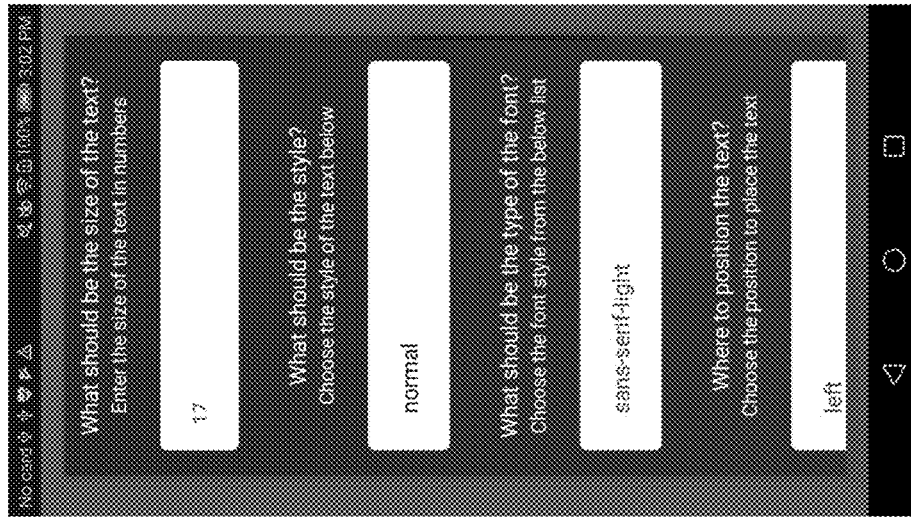 No card
100% 3:02 PM
What should be the size of the text?
Enter the size of the text in numbers
17
What should be the style?
Choose the style of the text below
normal
What should be the type of the font?
Choose the font style from the below list
sans-serif-light
Where to position the text?
Choose the position to place the text
left